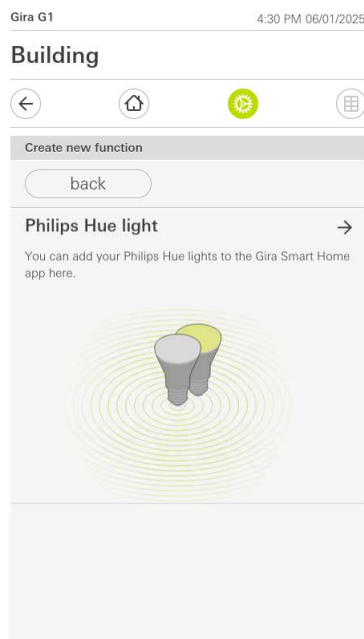 Gira G1
4:30 PM 06/01/2025
Building
Create new function
back
Philips Hue light
You can add your Philips Hue lights to the Gira Smart Home
app here.